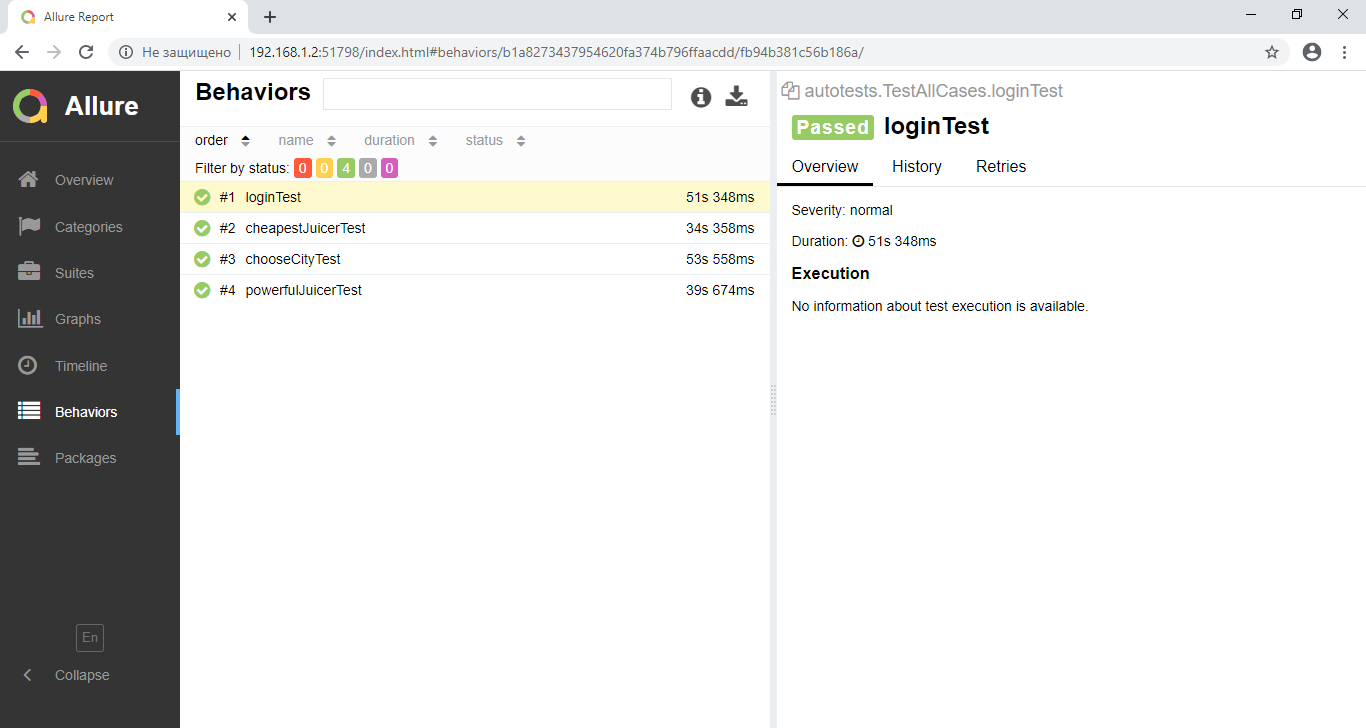 Allure Report
Не защищено 192.168.1.2:51798/index.html#behaviors/b1a8273437954620fa374b796ffaacdd/fb94b381c56b186a/
Allure
Overview
Categories
Suites
Graphs
Timeline
Behaviors
Packages
En
Collapse
Behaviors
order name duration status
Filter by status: 0 0 4 0 0
#1 loginTest 51s 348ms
#2 cheapestJuicerTest 34s 358ms
#3 chooseCityTest 53s 558ms
#4 powerfulJuicerTest 39s 674ms
autotests.TestAllCases.loginTest
Passed loginTest
Overview History Retries
Severity: normal
Duration: 51s 348ms
Execution
No information about test execution is available.